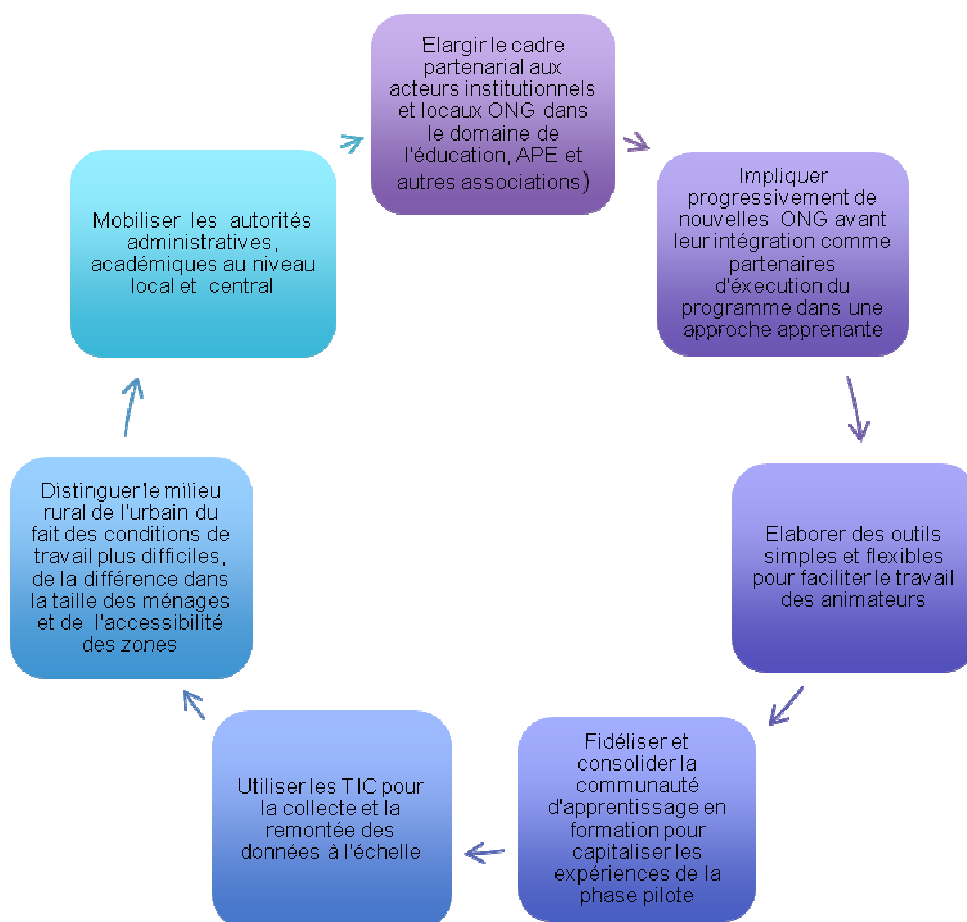 Elargir le cadre
partenarial aux
acteurs institutionnels
et locaux ONG dans
le domaine de
l'éducation, APE et
autres associations)
Impliquer
progressivement de
nouvelles ONG avant
leur intégration comme
partenaires
d'éxecution du
programme dans une
approche apprenante
Elaborer des outils
simples et flexibles
pour faciliter le travail
des animateurs
Fidéliser et
consolider la
communauté
d'apprentissage en
formation pour
capitaliser les
expériences de la
phase pilote
Utiliser les TIC pour
la collecte et la
remontée des
données à l'échelle
Distinguer le milieu
rural de l'urbain du
fait des conditions de
travail plus difficiles,
de la différence dans
la taille des ménages
et de l'accessibilité
des zones
Mobiliser les autorités
administratives,
académiques au niveau
local et central